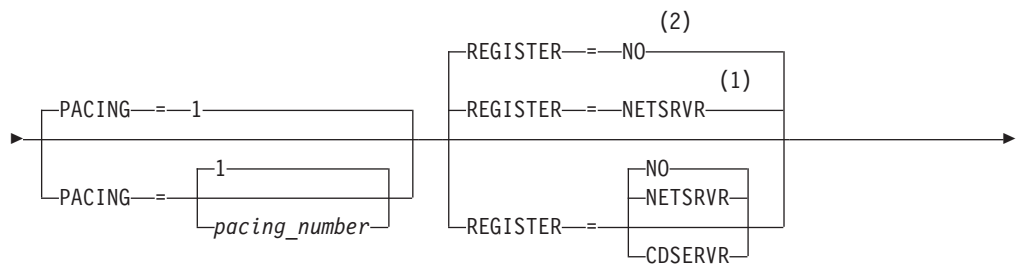 (2)
REGISTER = NO
(1)
PACING = 1 REGISTER = NETSRVR
1 NO
PACING = NETSRVR
pacing_number REGISTER =
CDSERVR